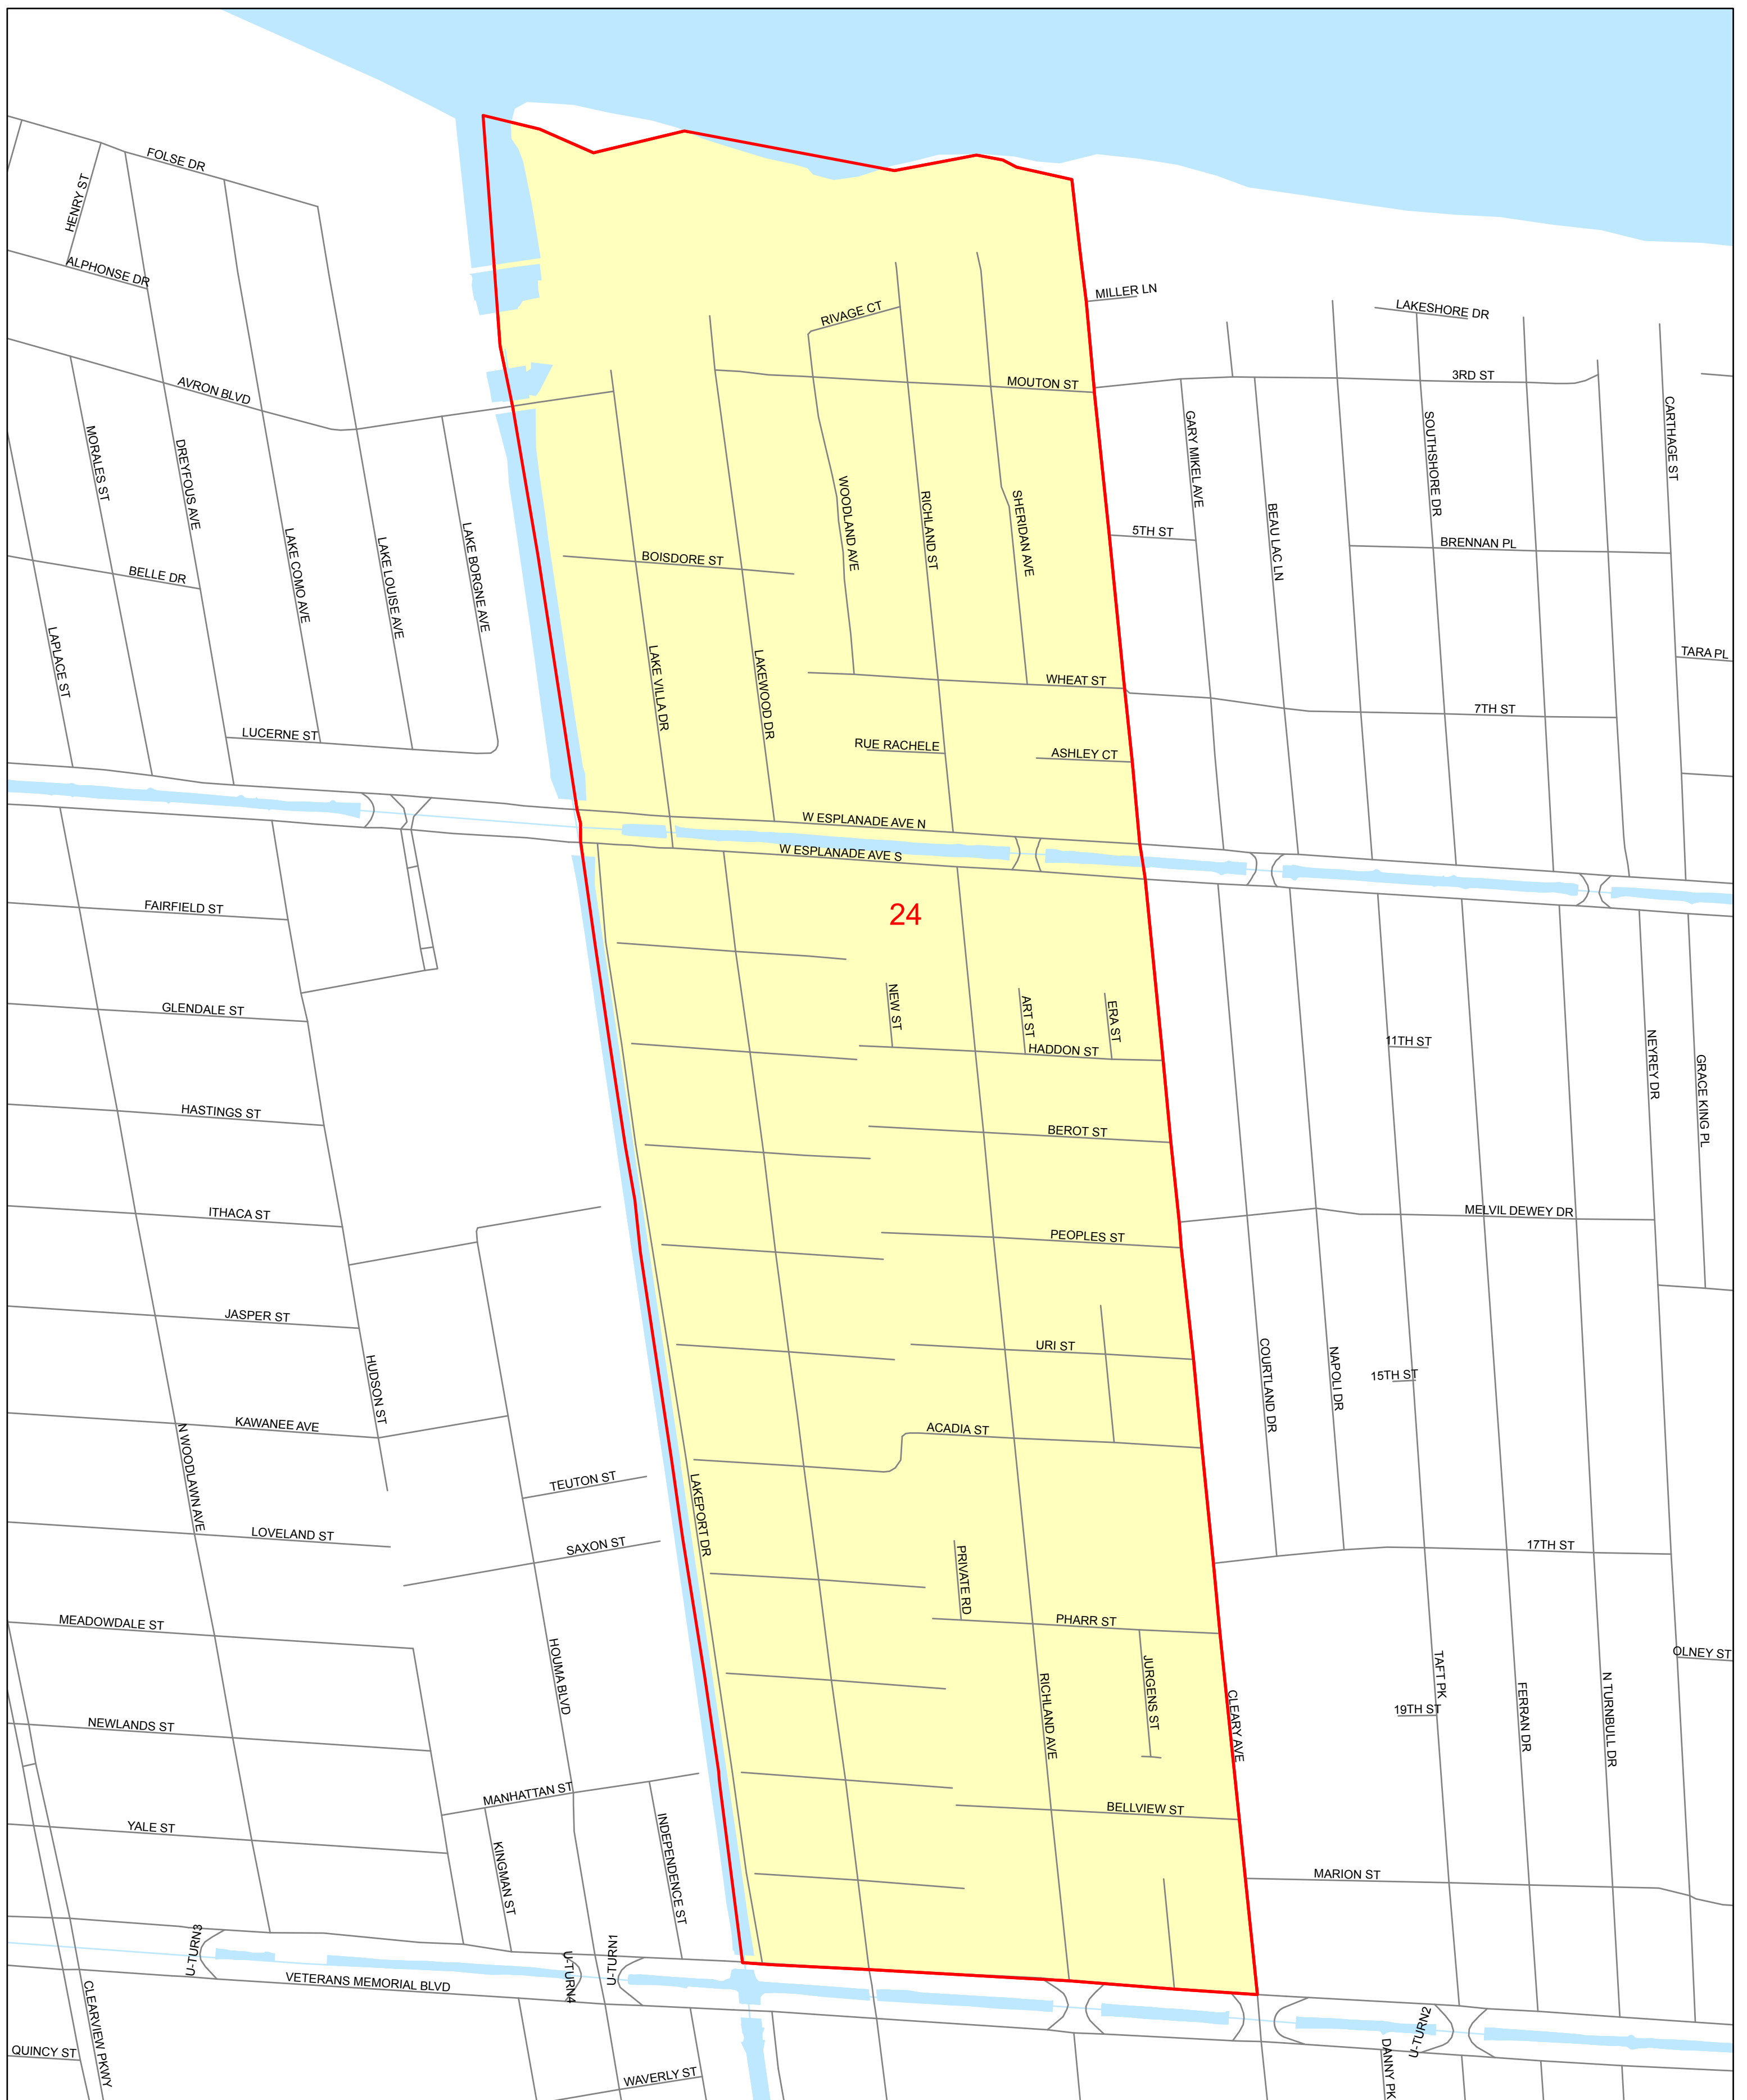 FOLSE DR
HENRY ST
ALPHONSE DR
MILLER LN
RIVAGE CT
LAKESHORE DR
AVRON BLVD
MOUTON ST
3RD ST
MORALES ST
DREYFOUS AVE
GARY MIKEL AVE
SOUTHSHORE DR
CARTHAGE ST
WOODLAND AVE
RICHLAND ST
SHERIDAN AVE
BEAU LAC LN
LAKE COMO AVE
LAKE LOUISE AVE
LAKE BORGNE AVE
5TH ST
BRENNAN PL
BELLE DR
BOISDORE ST
LAPLACE ST
LAKE VILLA DR
LAKEWOOD DR
TARA PL
WHEAT ST
7TH ST
LUCERNE ST
RUE RACHELE
ASHLEY CT
W ESPLANADE AVE N
W ESPLANADE AVE S
FAIRFIELD ST
24
GLENDALE ST
NEW ST
ART ST
ERA ST
HADDON ST
11TH ST
NEYREY DR
GRACE KING PL
HASTINGS ST
BEROT ST
ITHACA ST
PEOPLES ST
MELVIL DEWEY DR
JASPER ST
URI ST
HUDSON ST
COURTLAND DR
NAPOLI DR
15TH ST
KAWANEE AVE
N WOODLAWN AVE
ACADIA ST
TEUTON ST
LAKEPORT DR
LOVELAND ST
SAXON ST
PRIVATE RD
17TH ST
MEADOWDALE ST
PHARR ST
HOUMA BLVD
RICHLAND AVE
JURGENS ST
CLEARY AVE
TAFT PK
FERRAN DR
N TURNBULL DR
OLNEY ST
NEWLANDS ST
19TH ST
MANHATTAN ST
BELLVIEW ST
YALE ST
KINGMAN ST
INDEPENDENCE ST
MARION ST
U-TURN3
U-TURN4
U-TURN1
VETERANS MEMORIAL BLVD
CLEARVIEW PKWY
U-TURN2
DANNY PK
QUINCY ST
WAVERLY ST